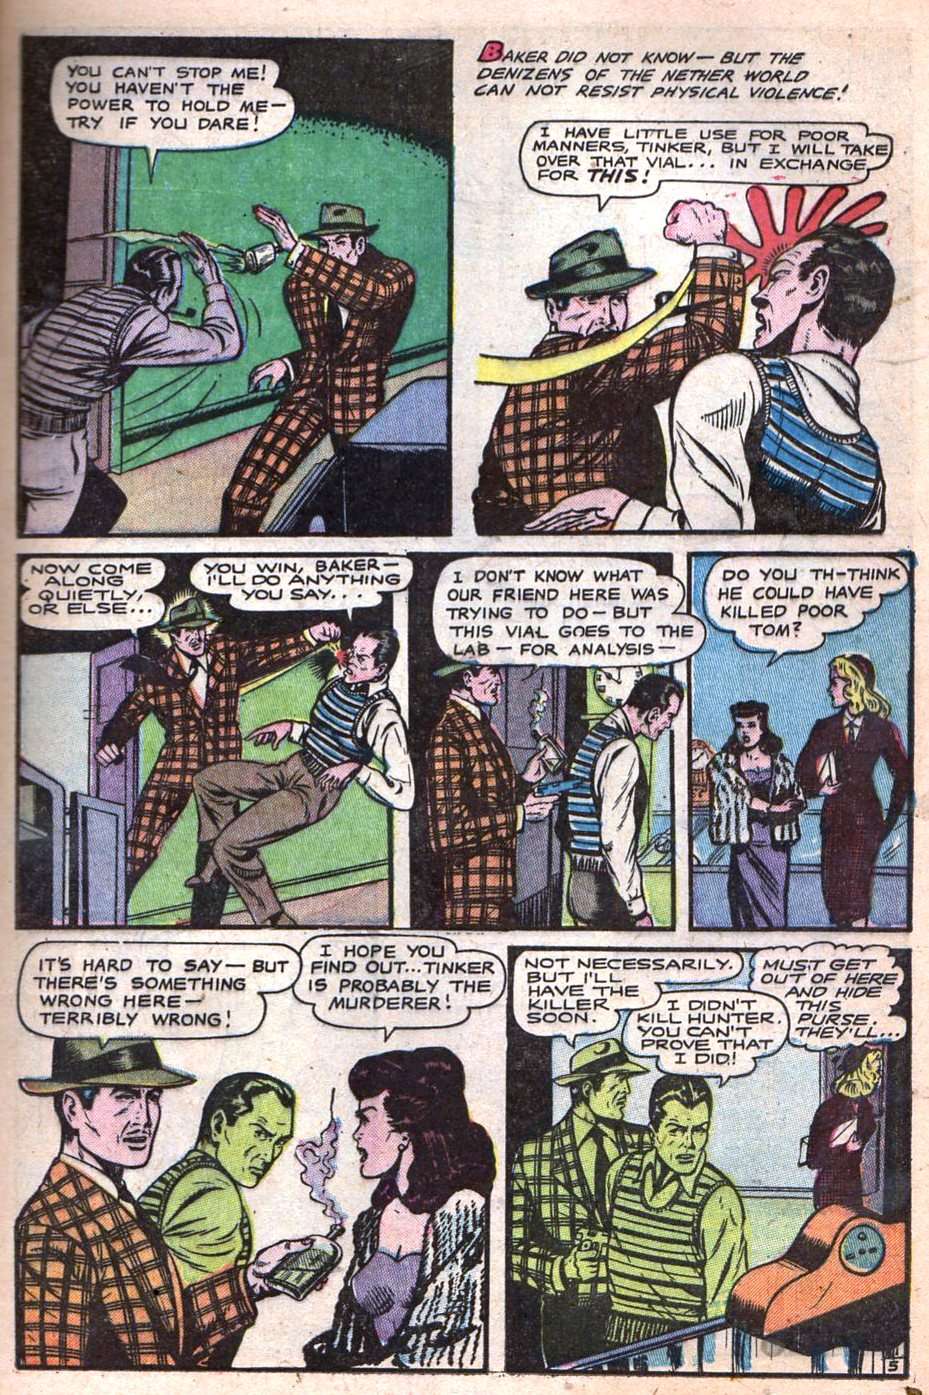 YOU CAN'T STOP ME!
YOU HAVEN'T THE
POWER TO HOLD ME—
TRY IF YOU DARE!
BAKER DID NOT KNOW— BUT THE
DENIZENS OF THE NETHER WORLD
CAN NOT RESIST PHYSICAL VIOLENCE!
I HAVE LITTLE USE FOR POOR
MANNERS, TINKER, BUT I WILL TAKE
OVER THAT VIAL... IN EXCHANGE
FOR THIS!
NOW COME
ALONG
QUIETLY,
OR ELSE...
YOU WIN, BAKER—
I'LL DO ANYTHING
YOU SAY...
I DON'T KNOW WHAT
OUR FRIEND HERE WAS
TRYING TO DO— BUT
THIS VIAL GOES TO THE
LAB— FOR ANALYSIS—
DO YOU TH-THINK
HE COULD HAVE
KILLED POOR
TOM?
IT'S HARD TO SAY— BUT
THERE'S SOMETHING
WRONG HERE—
TERRIBLY WRONG!
I HOPE YOU
FIND OUT...TINKER
IS PROBABLY THE
MURDERER!
NOT NECESSARILY.
BUT I'LL
HAVE THE
KILLER
SOON.
I DIDN'T
KILL HUNTER.
YOU CAN'T
PROVE THAT
I DID!
MUST GET
OUT OF HERE
AND HIDE
THIS
PURSE.
THEY'LL...
5